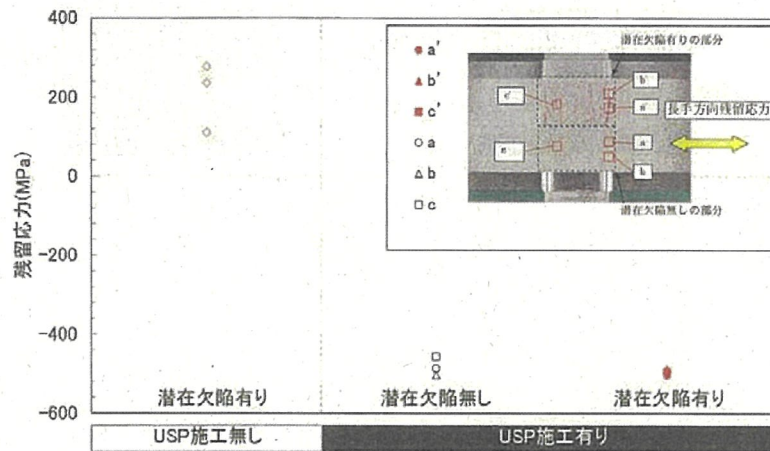 400
200
0
-200
-400
-600
残留応力(MPa)
a'
b'
c'
a
b
c
潜在欠陥有りの部分
b'
c'
a'
長手方向残留応力
a
b
潜在欠陥無しの部分
潜在欠陥有り
潜在欠陥無し
潜在欠陥有り
USP施工無し
USP施工有り